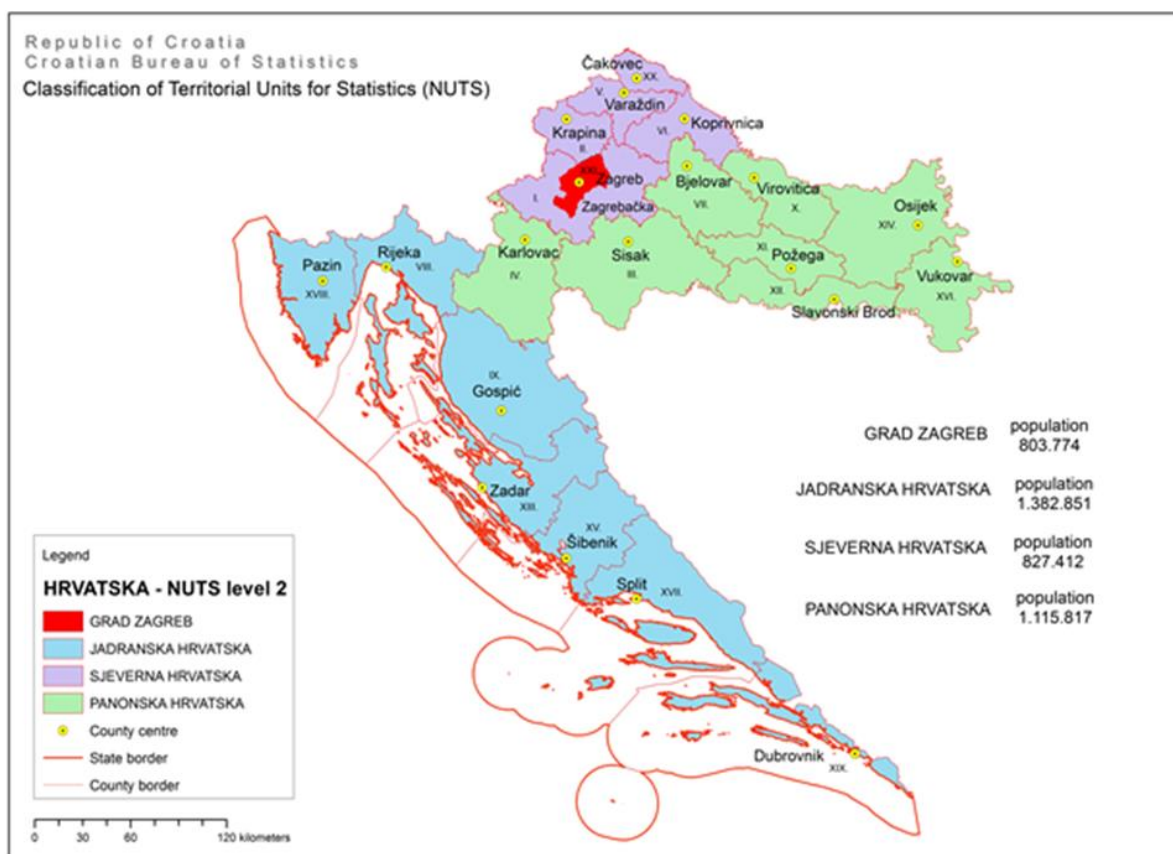 Republic of Croatia
Croatian Bureau of Statistics
Classification of Territorial Units for Statistics (NUTS)
Čakovec
XX.
V.
Varaždin
Krapina
II.
VI.
Koprivnica
XXI.
Zagreb
I.
Zagrebačka
Bjelovar
VII.
Virovitica
X.
Osijek
XIV.
Karlovac
IV.
Sisak
III.
XI.
Požega
XII.
Slavonski Brod
Vukovar
XVI.
Pazin
XVIII.
Rijeka
VIII.
IX.
Gospić
Zadar
XIII.
XV.
Šibenik
Split
XVII.
Dubrovnik
XIX.
GRAD ZAGREB population
803.774
JADRANSKA HRVATSKA population
1.382.851
SJEVERNA HRVATSKA population
827.412
PANONSKA HRVATSKA population
1.115.817
Legend
HRVATSKA - NUTS level 2
GRAD ZAGREB
JADRANSKA HRVATSKA
SJEVERNA HRVATSKA
PANONSKA HRVATSKA
County centre
State border
County border
0 30 60 120 kilometers